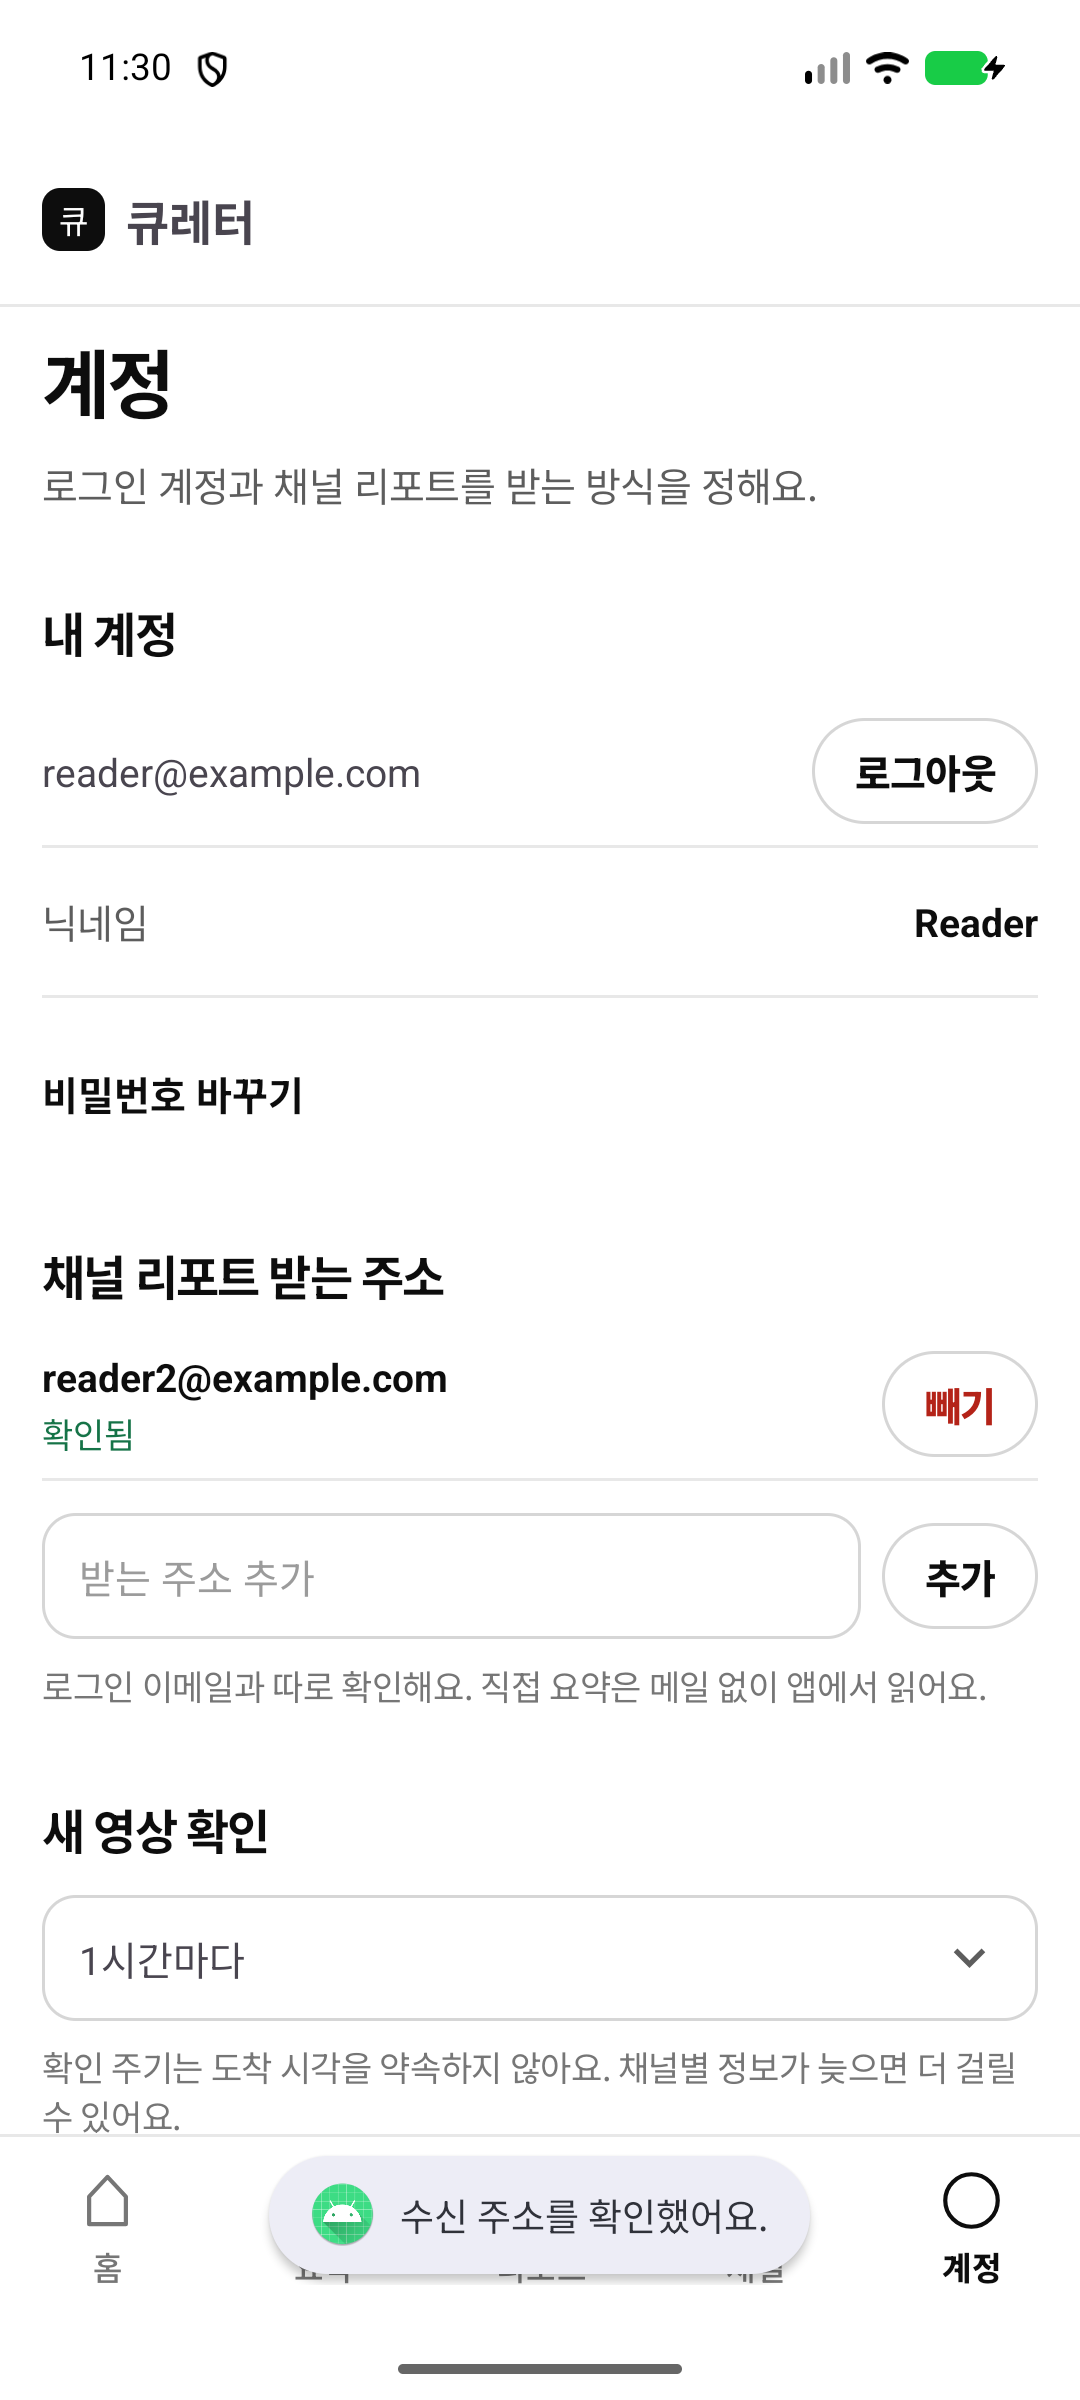 11:30
큐 큐레터
계정
로그인 계정과 채널 리포트를 받는 방식을 정해요.
내 계정
reader@example.com
로그아웃
닉네임
Reader
비밀번호 바꾸기
채널 리포트 받는 주소
reader2@example.com
확인됨
빼기
받는 주소 추가
추가
로그인 이메일과 따로 확인해요. 직접 요약은 메일 없이 앱에서 읽어요.
새 영상 확인
1시간마다
확인 주기는 도착 시각을 약속하지 않아요. 채널별 정보가 늦으면 더 걸릴
수 있어요.
수신 주소를 확인했어요.
홈
계정